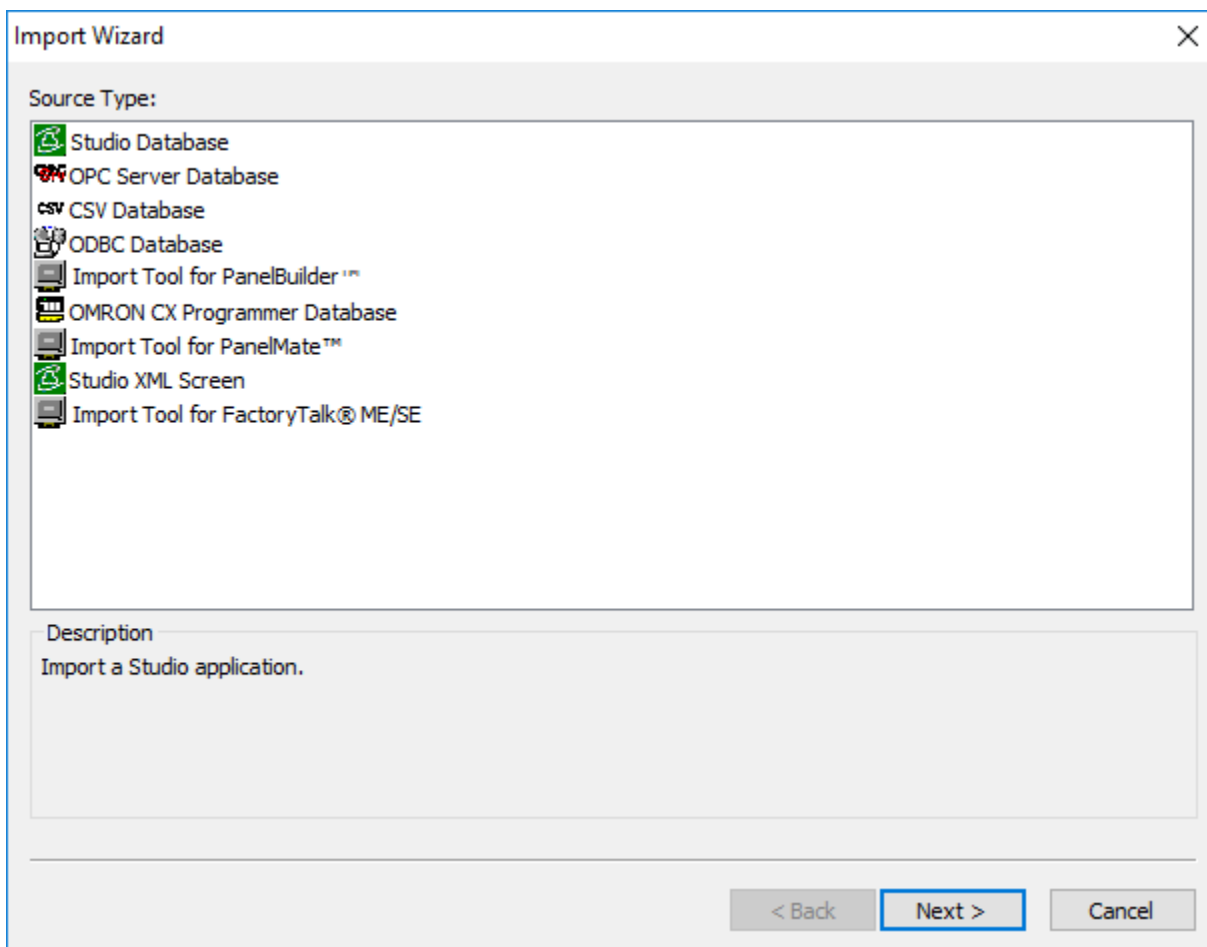 Import Wizard
Source Type:
Studio Database
OPC Server Database
CSV CSV Database
ODBC Database
Import Tool for PanelBuilder™
OMRON CX Programmer Database
Import Tool for PanelMate™
Studio XML Screen
Import Tool for FactoryTalk® ME/SE
Description
Import a Studio application.
< Back Next > Cancel